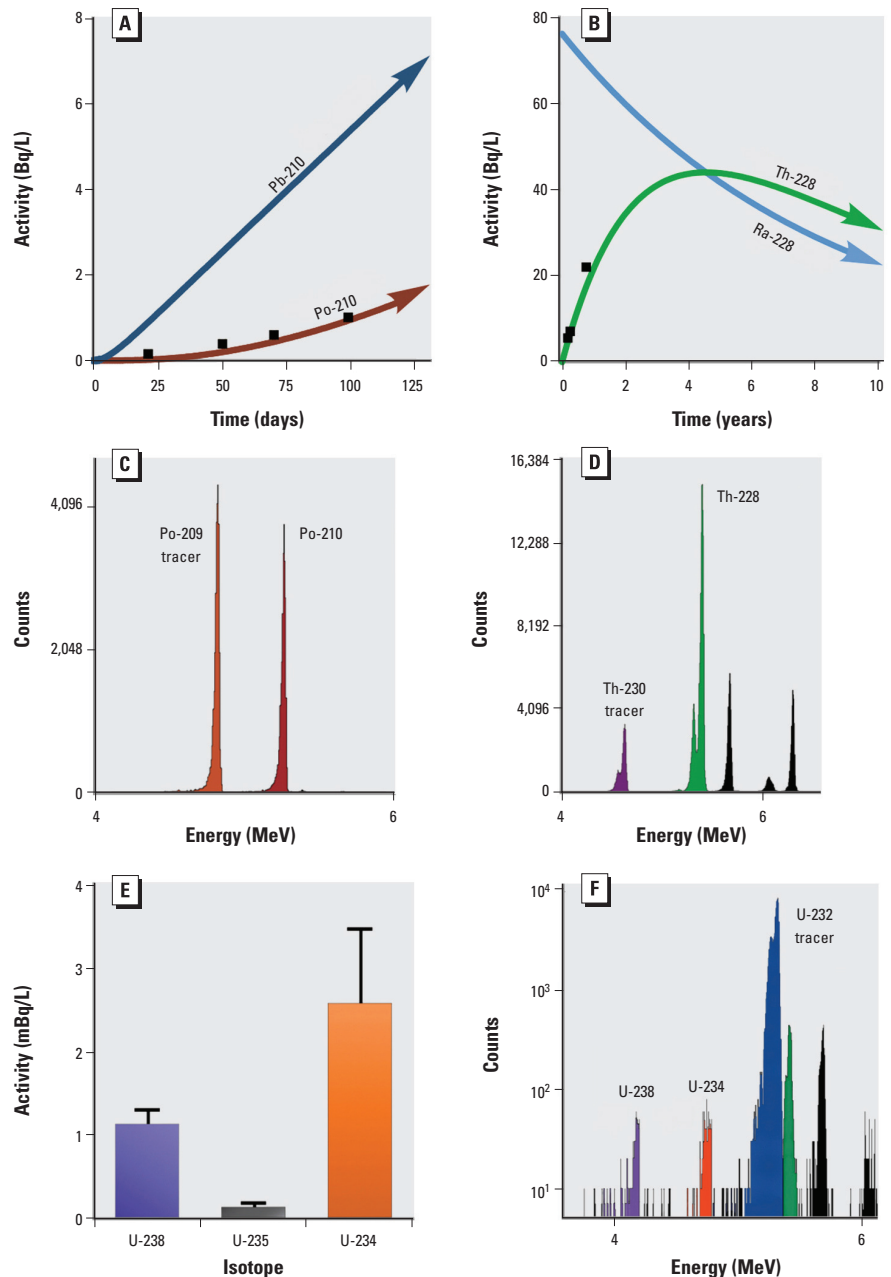 A
Activity (Bq/L)
8
6
4
2
0
Pb-210
Po-210
0 25 50 75 100 125
Time (days)
B
Activity (Bq/L)
80
60
40
20
0
Th-228
Ra-228
0 2 4 6 8 10
Time (years)
C
Counts
4,096
2,048
0
Po-209
tracer
Po-210
4 6
Energy (MeV)
D
Counts
16,384
12,288
8,192
4,096
0
Th-228
Th-230
tracer
4 6
Energy (MeV)
E
Activity (mBq/L)
4
3
2
1
0
U-238 U-235 U-234
Isotope
F
Counts
10⁴
10³
10²
10¹
U-232
tracer
U-238
U-234
4 6
Energy (MeV)